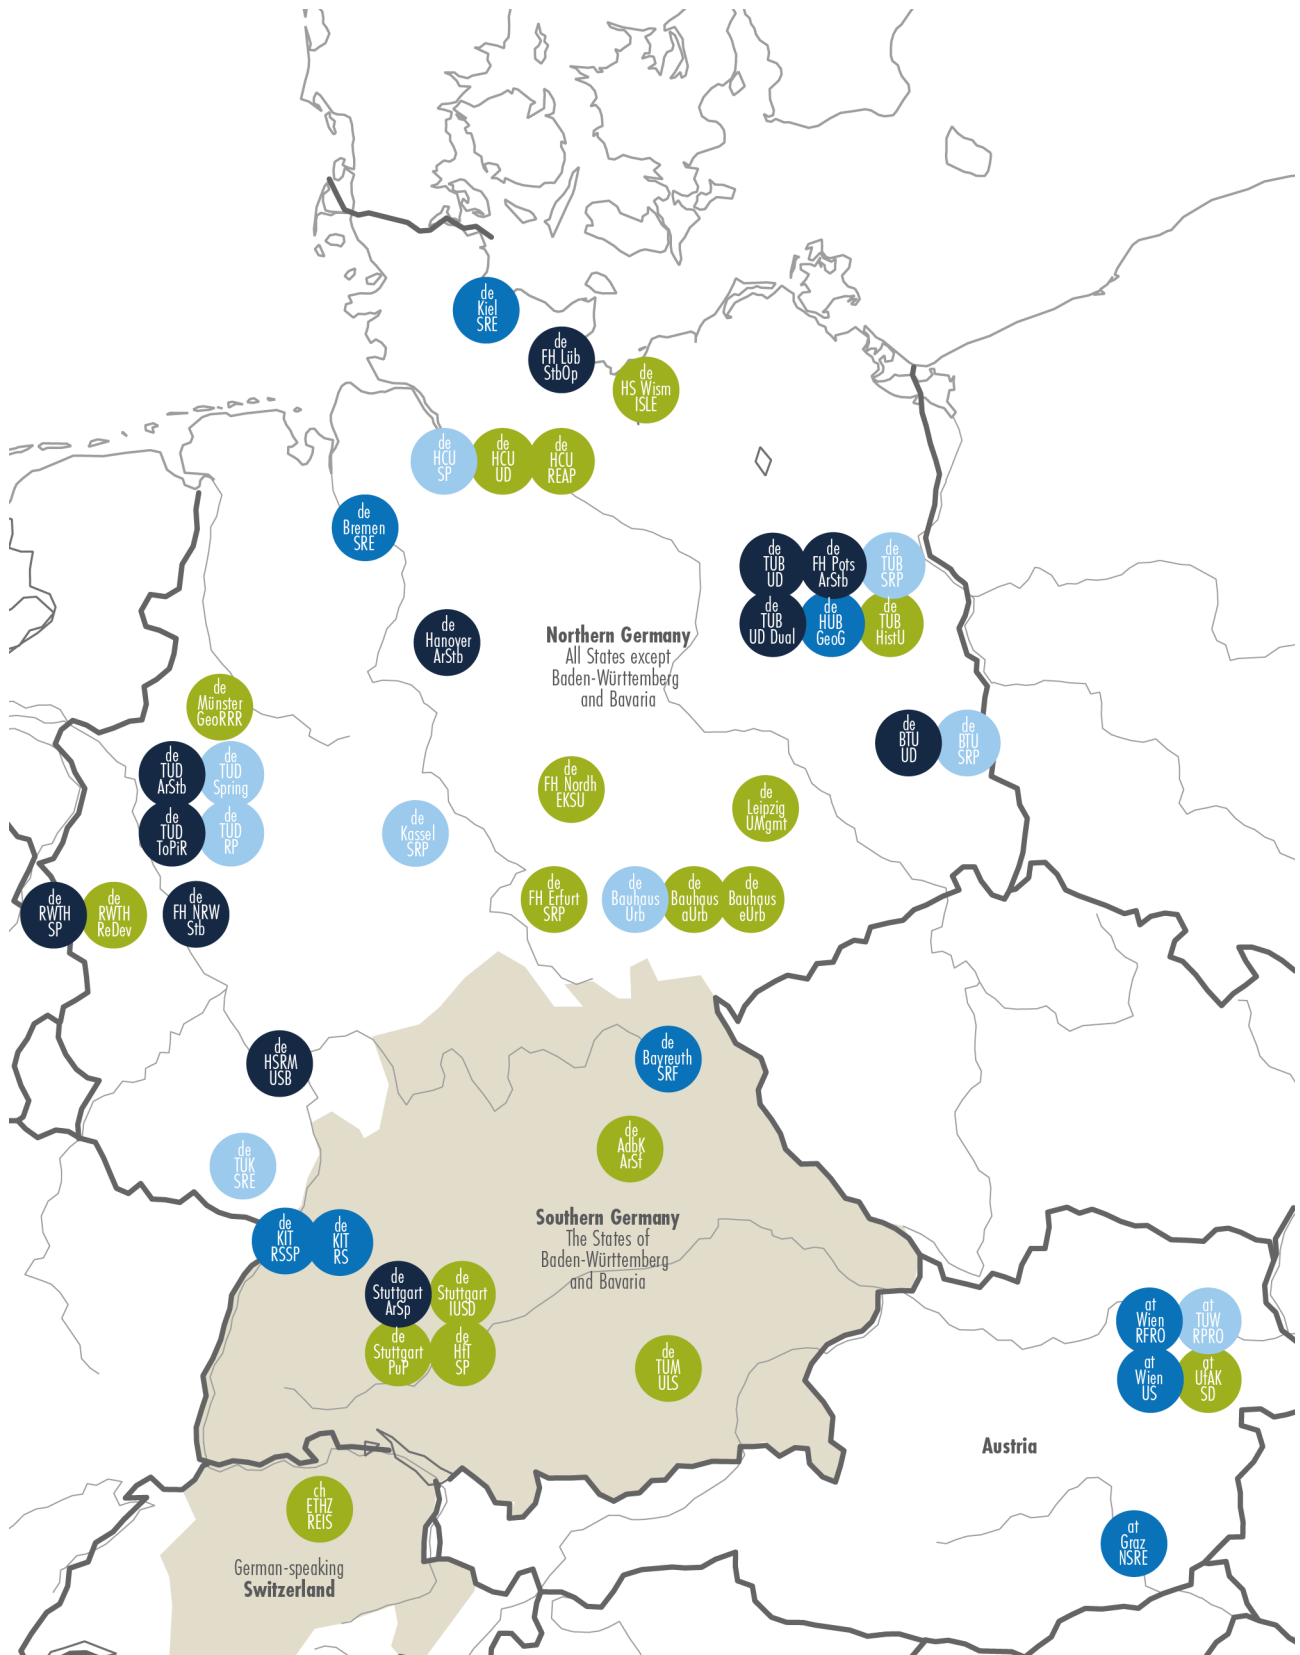 de
Kiel
SRE
de
FH Lüb
StbOp
de
HS Wism
ISLE
de
HCU
SP
de
HCU
UD
de
HCU
REAP
de
Bremen
SRE
de
TUB
UD
de
FH Pots
ArStb
de
TUB
SRP
de
TUB
UD Dual
de
HUB
GeoG
de
TUB
HistU
de
Hanover
ArStb
Northern Germany
All States except
Baden-Württemberg
and Bavaria
de
Münster
GeoRRR
de
BTU
UD
de
BTU
SRP
de
TUD
ArStb
de
TUD
Spring
de
TUD
ToPiR
de
TUD
RP
de
FH Nordh
EKSU
de
Leipzig
UMgmt
de
Kassel
SRP
de
RWTH
SP
de
RWTH
ReDev
de
FH NRW
Stb
de
FH Erfurt
SRP
de
Bauhaus
Urb
de
Bauhaus
aUrb
de
Bauhaus
eUrb
de
HSRM
USB
de
Bayreuth
SRF
de
AdbK
ArSt
de
TUK
SRE
de
KIT
RSSP
de
KIT
RS
Southern Germany
The States of
Baden-Württemberg
and Bavaria
de
Stuttgart
ArSp
de
Stuttgart
IUSD
de
Stuttgart
PuP
de
HfT
SP
de
TUM
ULS
at
Wien
RFRO
at
TUW
RPRO
at
Wien
US
at
UfAK
SD
Austria
ch
ETHZ
REIS
at
Graz
NSRE
German-speaking
Switzerland